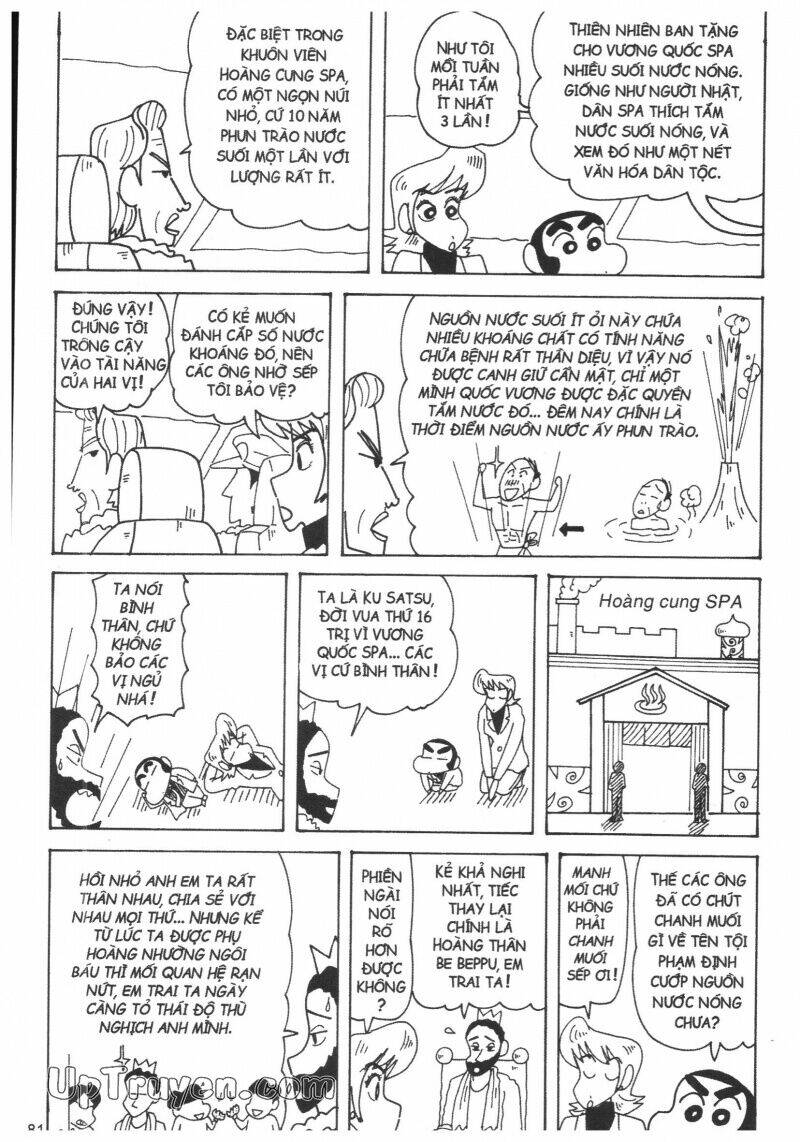 THIÊN NHIÊN BAN TẶNG
CHO VƯƠNG QUỐC SPA
NHIỀU SUỐI NƯỚC NÓNG.
GIỐNG NHƯ NGƯỜI NHẬT,
DÂN SPA THÍCH TẮM
NƯỚC SUỐI NÓNG, VÀ
XEM ĐÓ NHƯ MỘT NÉT
VĂN HÓA DÂN TỘC.
NHƯ TÔI
MỖI TUẦN
PHẢI TẮM
ÍT NHẤT
3 LẦN!
ĐẶC BIỆT TRONG
KHUÔN VIÊN
HOÀNG CUNG SPA,
CÓ MỘT NGỌN NÚI
NHỎ, CỨ 10 NĂM
PHUN TRÀO NƯỚC
SUỐI MỘT LẦN VỚI
LƯỢNG RẤT ÍT.
NGUỒN NƯỚC SUỐI ÍT ỎI NÀY CHỨA
NHIỀU KHOÁNG CHẤT CÓ TÍNH NĂNG
CHỮA BỆNH RẤT THẦN DIỆU, VÌ VẬY NÓ
ĐƯỢC CANH GIỮ CẨN MẬT, CHỈ MỘT
MÌNH QUỐC VƯƠNG ĐƯỢC ĐẶC QUYỀN
TẮM NƯỚC ĐÓ... ĐÊM NAY CHÍNH LÀ
THỜI ĐIỂM NGUỒN NƯỚC ẤY PHUN TRÀO.
CÓ KẺ MUỐN
ĐÁNH CẮP SỐ NƯỚC
KHOÁNG ĐÓ, NÊN
CÁC ÔNG NHỜ SẾP
TÔI BẢO VỆ?
ĐÚNG VẬY!
CHÚNG TÔI
TRÔNG CẬY
VÀO TÀI NĂNG
CỦA HAI VỊ!
Hoàng cung SPA
TA LÀ KU SATSU,
ĐỜI VUA THỨ 16
TRỊ VÌ VƯƠNG
QUỐC SPA... CÁC
VỊ CỨ BÌNH THÂN!
TA NÓI
BÌNH
THÂN, CHỨ
KHÔNG
BẢO CÁC
VỊ NGỦ
NHÁ!
THẾ CÁC ÔNG
ĐÃ CÓ CHÚT
CHANH MUỐI
GÌ VỀ TÊN TỘI
PHẠM ĐỊNH
CƯỚP NGUỒN
NƯỚC NÓNG
CHƯA?
MANH
MỐI CHỨ
KHÔNG
PHẢI
CHANH
MUỐI
SẾP ƠI!
KẺ KHẢ NGHI
NHẤT, TIẾC
THAY LẠI
CHÍNH LÀ
HOÀNG THÂN
BE BEPPU, EM
TRAI TA!
PHIỀN
NGÀI
NÓI
RÕ
HƠN
ĐƯỢC
KHÔNG
?
HỒI NHỎ ANH EM TA RẤT
THÂN NHAU, CHIA SẺ VỚI
NHAU MỌI THỨ... NHƯNG KỂ
TỪ LÚC TA ĐƯỢC PHỤ
HOÀNG NHƯỜNG NGÔI
BÁU THÌ MỐI QUAN HỆ RẠN
NỨT, EM TRAI TA NGÀY
CÀNG TỎ THÁI ĐỘ THÙ
NGHỊCH ANH MÌNH.
UpTruyen.com
81